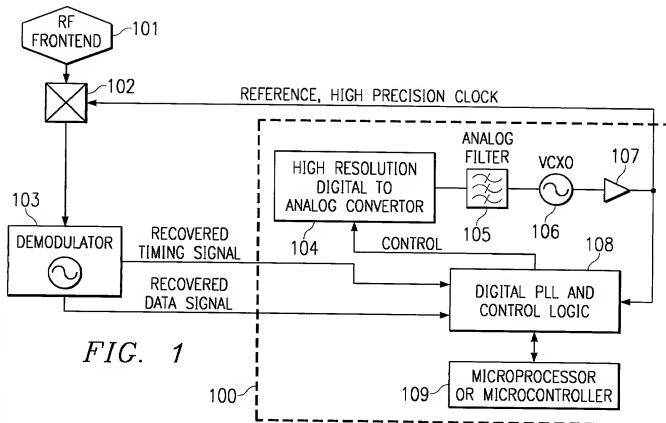 RF
FRONTEND
101
102
REFERENCE, HIGH PRECISION CLOCK
HIGH RESOLUTION
DIGITAL TO
ANALOG CONVERTOR
104
ANALOG
FILTER
105
VCXO
106
107
103
DEMODULATOR
RECOVERED
TIMING SIGNAL
RECOVERED
DATA SIGNAL
CONTROL
108
DIGITAL PLL AND
CONTROL LOGIC
FIG. 1
100
109
MICROPROCESSOR
OR MICROCONTROLLER